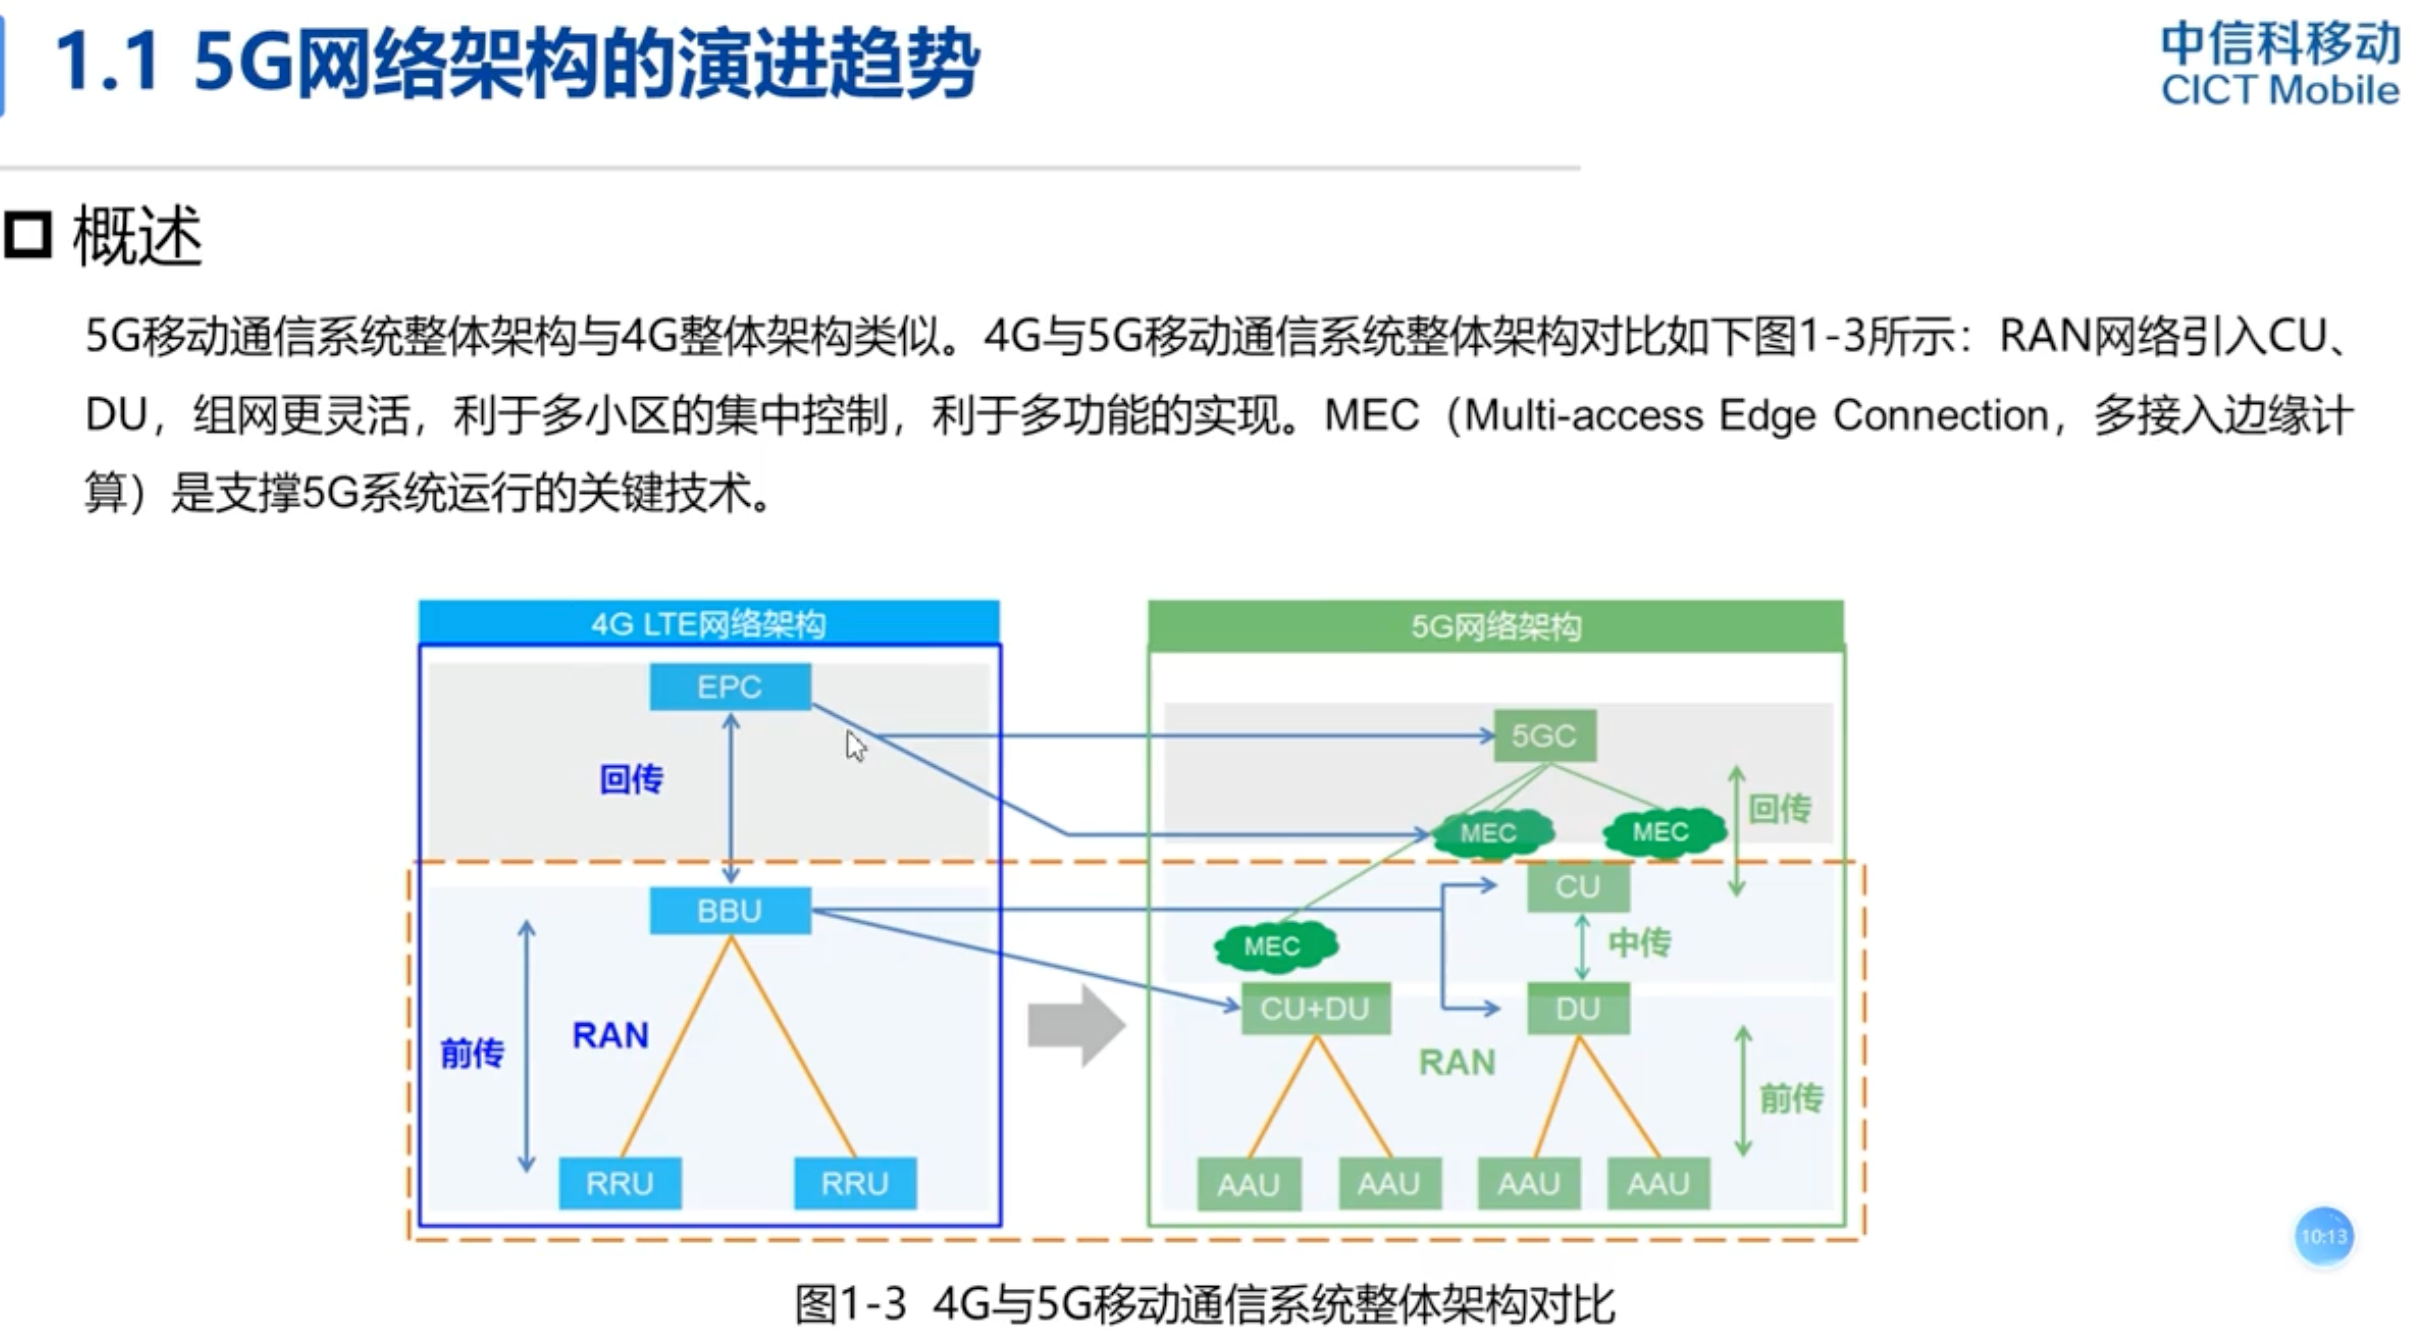 1.1 5G网络架构的演进趋势
中信科移动
CICT Mobile
概述
5G移动通信系统整体架构与4G整体架构类似。4G与5G移动通信系统整体架构对比如下图1-3所示：RAN网络引入CU、
DU，组网更灵活，利于多小区的集中控制，利于多功能的实现。MEC（Multi-access Edge Connection，多接入边缘计
算）是支撑5G系统运行的关键技术。
4G LTE网络架构
EPC
回传
BBU
前传
RAN
RRU
RRU
5G网络架构
5GC
回传
MEC
MEC
CU
中传
MEC
CU+DU
DU
RAN
前传
AAU
AAU
AAU
AAU
10:13
图1-3 4G与5G移动通信系统整体架构对比